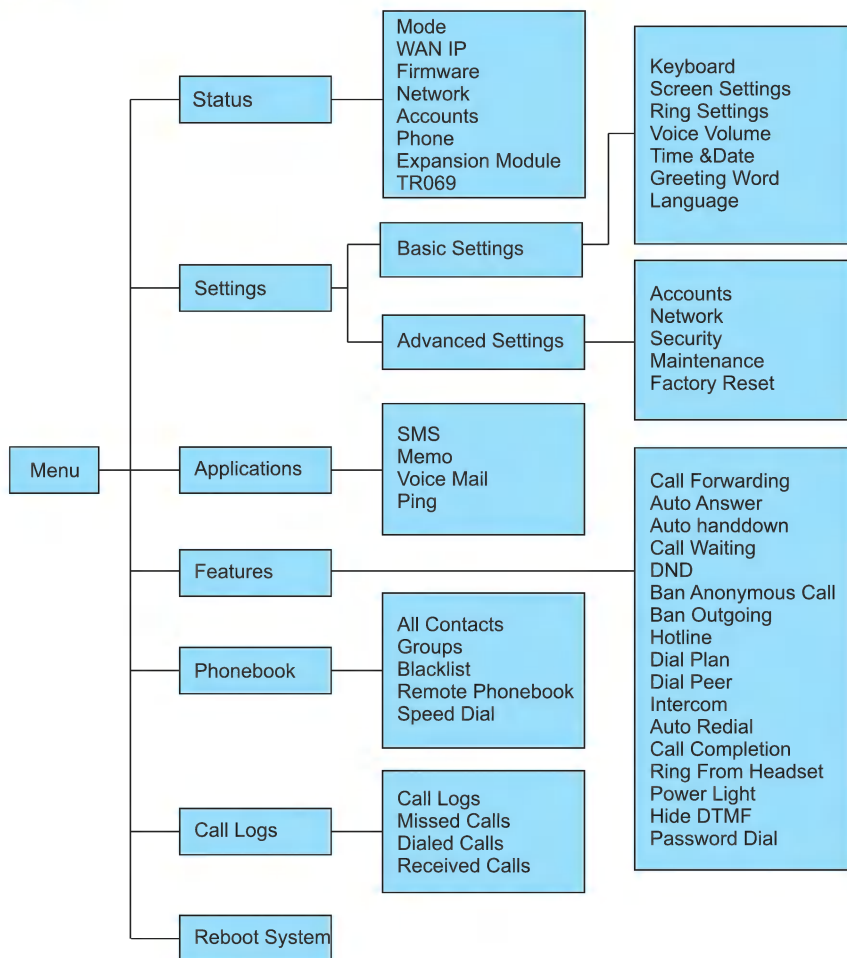 Menu
Status
Mode
WAN IP
Firmware
Network
Accounts
Phone
Expansion Module
TR069
Settings
Basic Settings
Keyboard
Screen Settings
Ring Settings
Voice Volume
Time &Date
Greeting Word
Language
Advanced Settings
Accounts
Network
Security
Maintenance
Factory Reset
Applications
SMS
Memo
Voice Mail
Ping
Features
Call Forwarding
Auto Answer
Auto handdown
Call Waiting
DND
Ban Anonymous Call
Ban Outgoing
Hotline
Dial Plan
Dial Peer
Intercom
Auto Redial
Call Completion
Ring From Headset
Power Light
Hide DTMF
Password Dial
Phonebook
All Contacts
Groups
Blacklist
Remote Phonebook
Speed Dial
Call Logs
Call Logs
Missed Calls
Dialed Calls
Received Calls
Reboot System